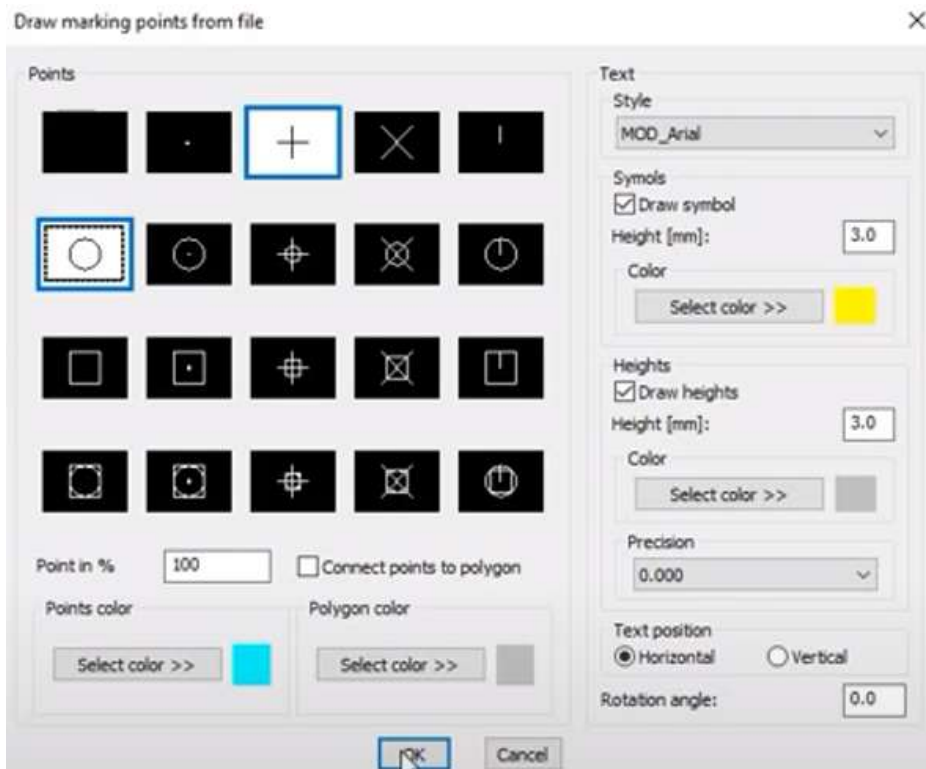 Draw marking points from file
Points
Point in %
100
Connect points to polygon
Points color
Select color >>
Polygon color
Select color >>
Text
Style
MOD_Arial
Symols
Draw symbol
Height [mm]:
3.0
Color
Select color >>
Heights
Draw heights
Height [mm]:
3.0
Color
Select color >>
Precision
0.000
Text position
Horizontal
Vertical
Rotation angle:
0.0
OK
Cancel